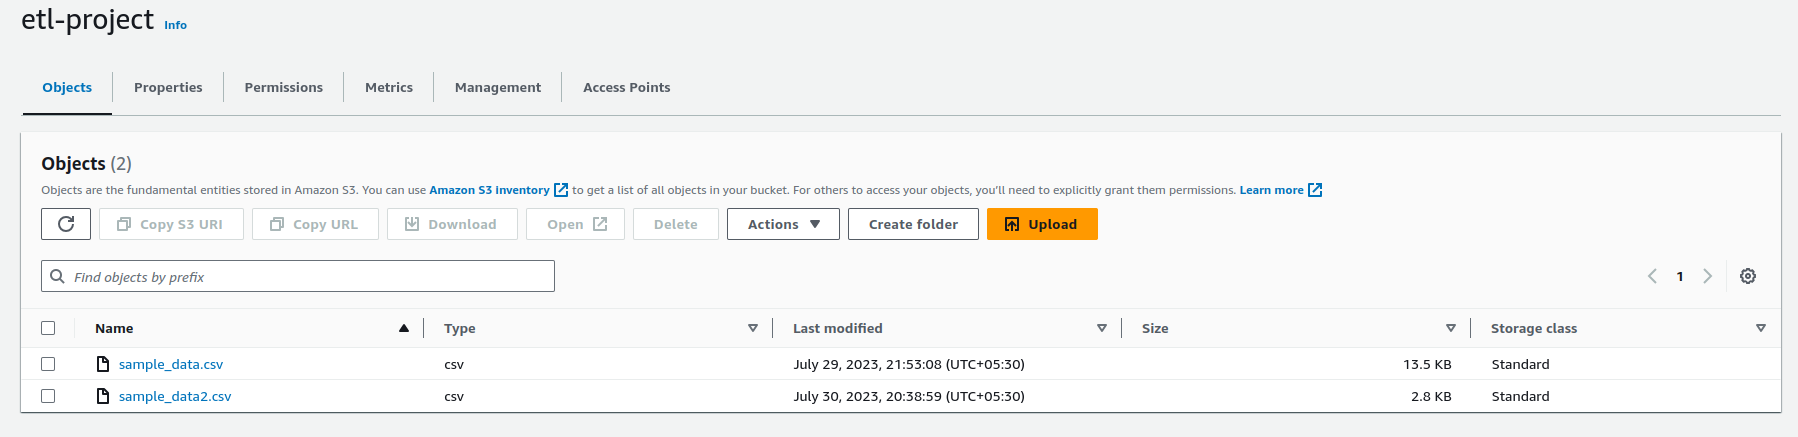 etl-project Info
Objects Properties Permissions Metrics Management Access Points
Objects (2)
Objects are the fundamental entities stored in Amazon S3. You can use Amazon S3 inventory to get a list of all objects in your bucket. For others to access your objects, you'll need to explicitly grant them permissions. Learn more
Copy S3 URI Copy URL Download Open Delete Actions Create folder Upload
Find objects by prefix 1
Name Type Last modified Size Storage class
sample_data.csv csv July 29, 2023, 21:53:08 (UTC+05:30) 13.5 KB Standard
sample_data2.csv csv July 30, 2023, 20:38:59 (UTC+05:30) 2.8 KB Standard